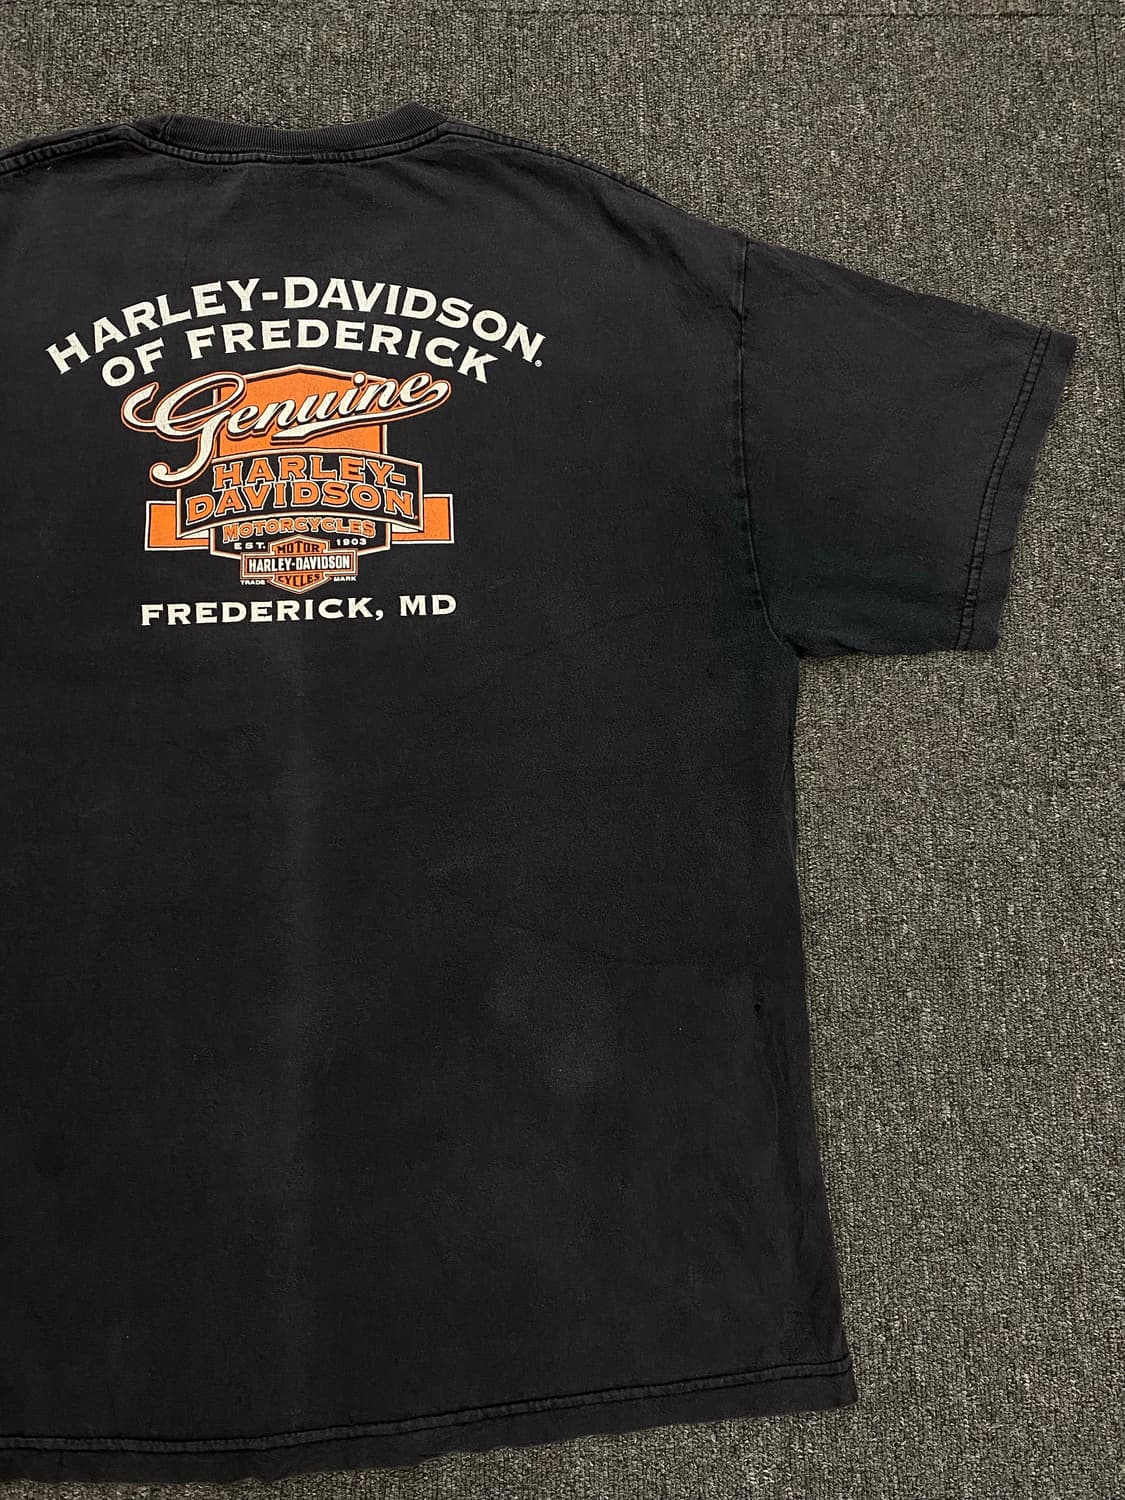 HARLEY-DAVIDSON®
OF FREDERICK
Genuine
HARLEY-
DAVIDSON
MOTORCYCLES
EST. 1903
MOTOR
HARLEY-DAVIDSON
TRADE CYCLES MARK
FREDERICK, MD